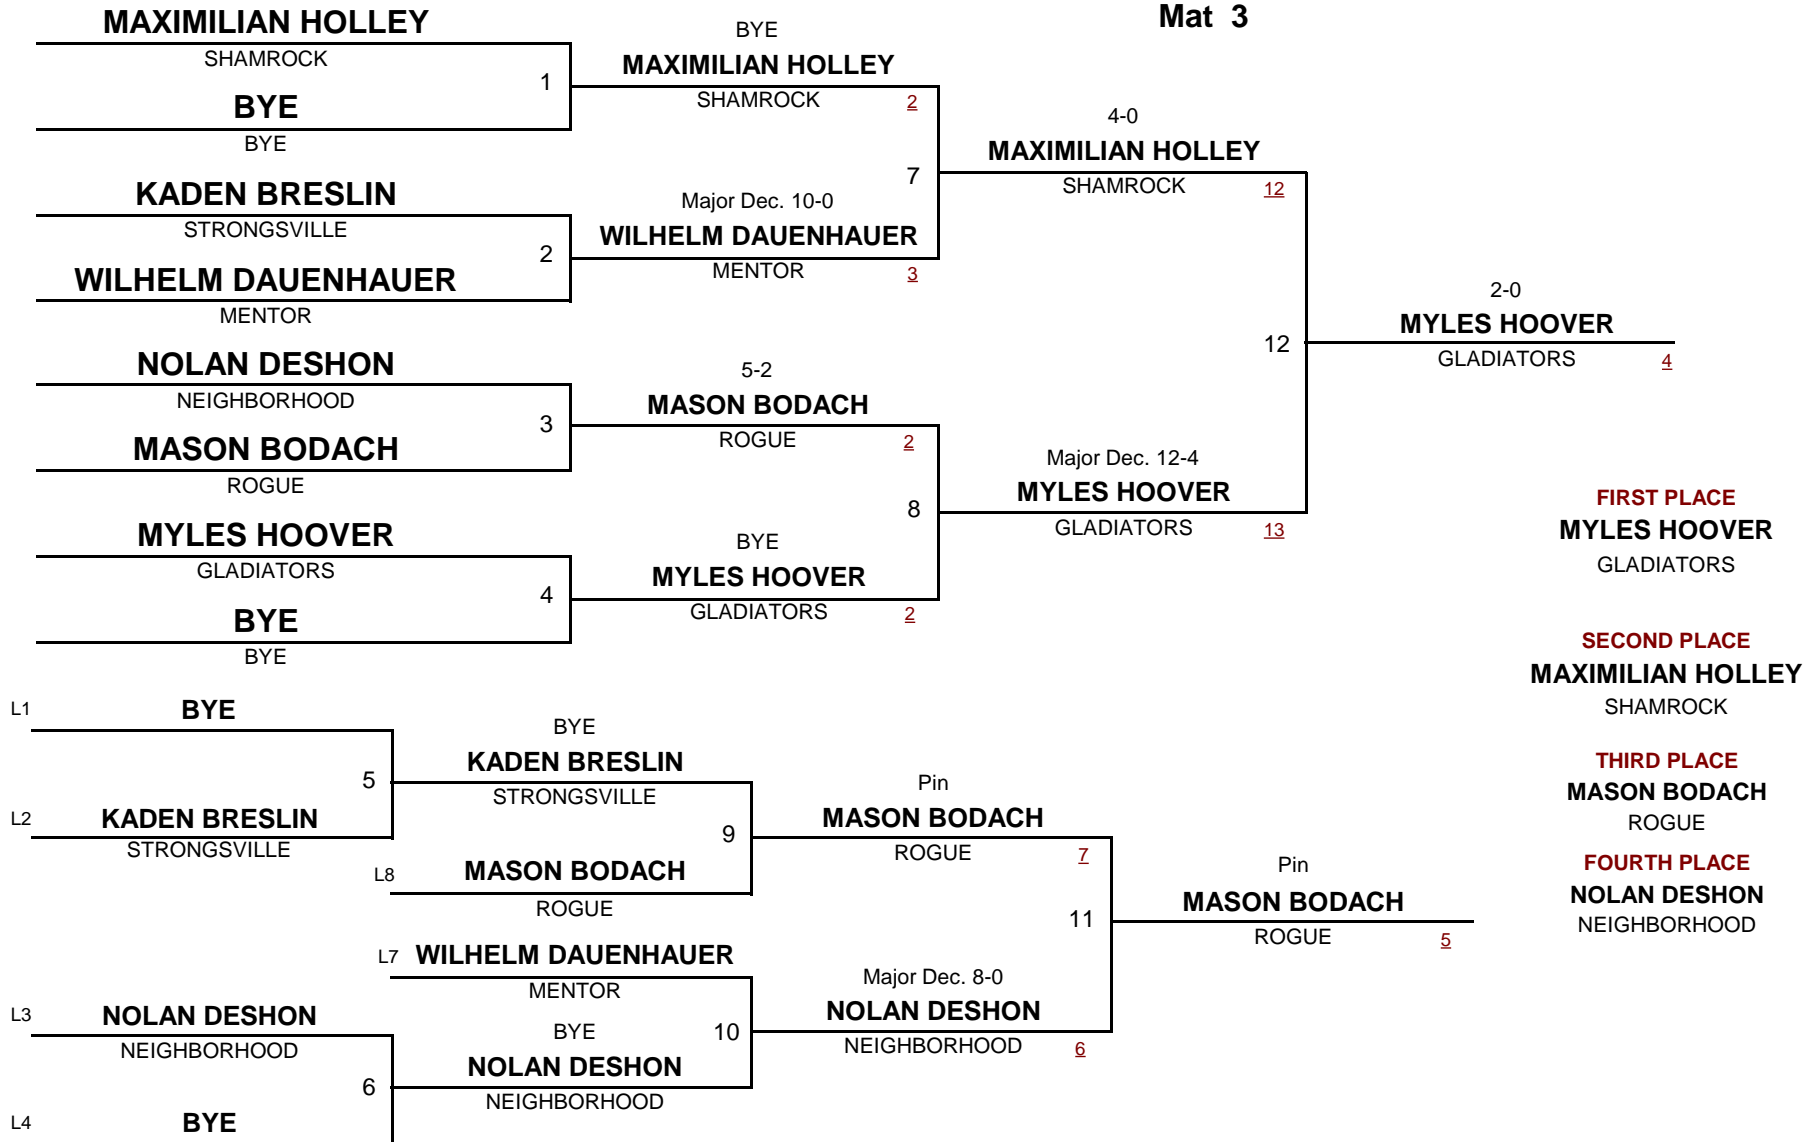 Mat 3
MAXIMILIAN HOLLEY
SHAMROCK
1
BYE
BYE
KADEN BRESLIN
STRONGSVILLE
2
WILHELM DAUENHAUER
MENTOR
NOLAN DESHON
NEIGHBORHOOD
3
MASON BODACH
ROGUE
MYLES HOOVER
GLADIATORS
4
BYE
BYE
BYE
MAXIMILIAN HOLLEY
SHAMROCK 2
7
Major Dec. 10-0
WILHELM DAUENHAUER
MENTOR 3
5-2
MASON BODACH
ROGUE 2
8
BYE
MYLES HOOVER
GLADIATORS 2
4-0
MAXIMILIAN HOLLEY
SHAMROCK 12
12
Major Dec. 12-4
MYLES HOOVER
GLADIATORS 13
2-0
MYLES HOOVER
GLADIATORS 4
FIRST PLACE
MYLES HOOVER
GLADIATORS
SECOND PLACE
MAXIMILIAN HOLLEY
SHAMROCK
THIRD PLACE
MASON BODACH
ROGUE
FOURTH PLACE
NOLAN DESHON
NEIGHBORHOOD
L1 BYE
5
L2 KADEN BRESLIN
STRONGSVILLE
L3 NOLAN DESHON
NEIGHBORHOOD
6
L4 BYE
BYE
KADEN BRESLIN
STRONGSVILLE
9
L8 MASON BODACH
ROGUE
L7 WILHELM DAUENHAUER
MENTOR
10
BYE
NOLAN DESHON
NEIGHBORHOOD
Pin
MASON BODACH
ROGUE 7
11
Major Dec. 8-0
NOLAN DESHON
NEIGHBORHOOD 6
Pin
MASON BODACH
ROGUE 5